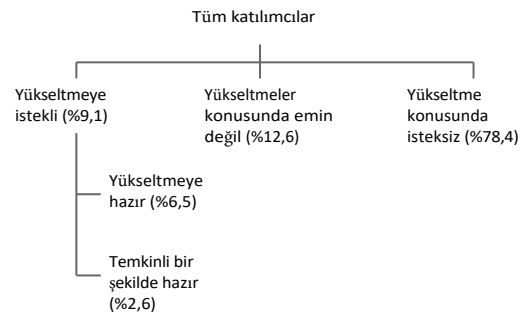 Tüm katılımcılar
Yükseltmeye
istekli (%9,1)
Yükseltmeler
konusunda emin
değil (%12,6)
Yükseltme
konusunda
isteksiz (%78,4)
Yükseltmeye
hazır (%6,5)
Temkinli bir
şekilde hazır
(%2,6)